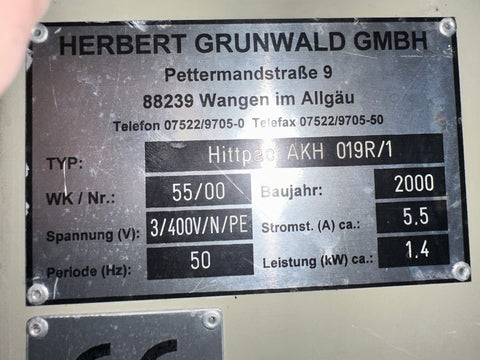 HERBERT GRUNWALD GMBH
Pettermandstraße 9
88239 Wangen im Allgäu
Telefon 07522/9705-0 Telefax 07522/9705-50
TYP: Hittpac AKH 019R/1
WK / Nr.: 55/00 Baujahr: 2000
Spannung (V): 3/400V/N/PE Stromst. (A) ca.: 5.5
Periode (Hz): 50 Leistung (kW) ca.: 1.4
CE